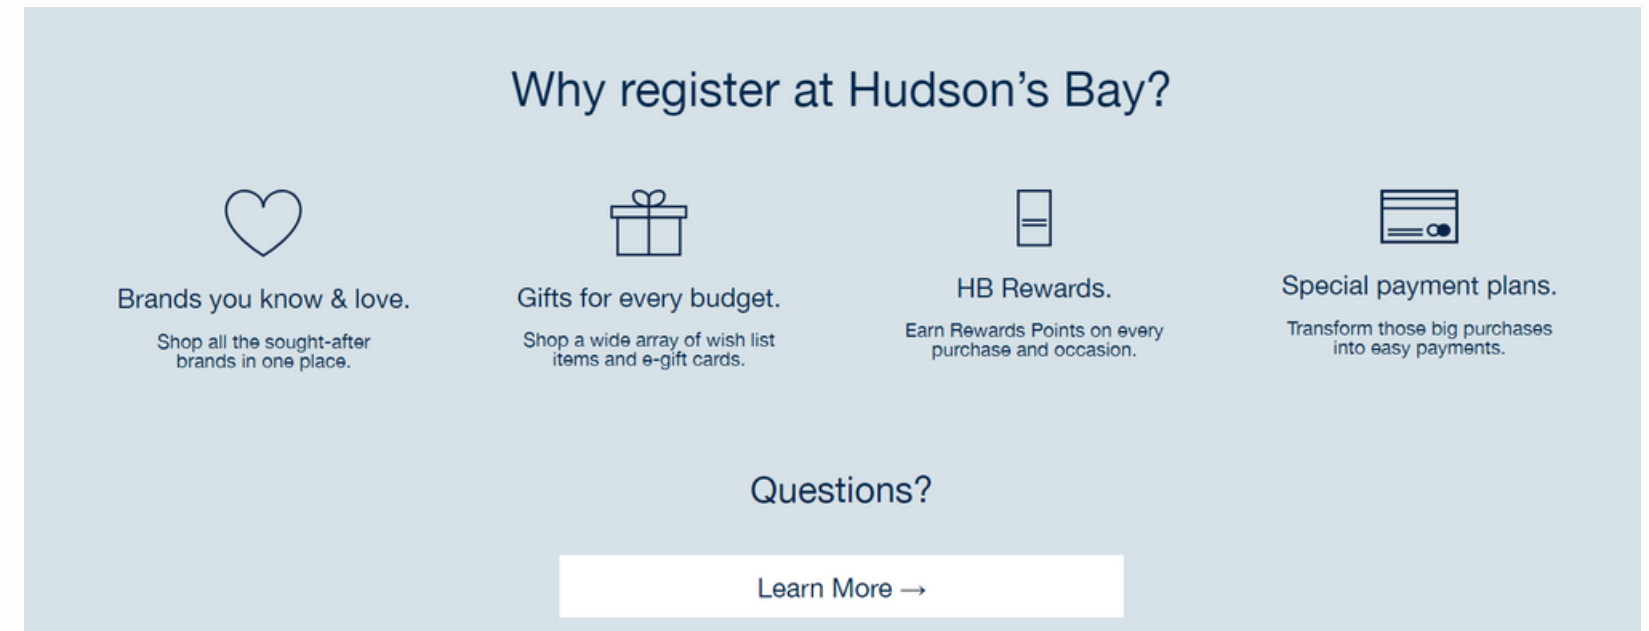 Why register at Hudson’s Bay?
Brands you know & love.
Shop all the sought-after
brands in one place.
Gifts for every budget.
Shop a wide array of wish list
items and e-gift cards.
HB Rewards.
Earn Rewards Points on every
purchase and occasion.
Special payment plans.
Transform those big purchases
into easy payments.
Questions?
Learn More →